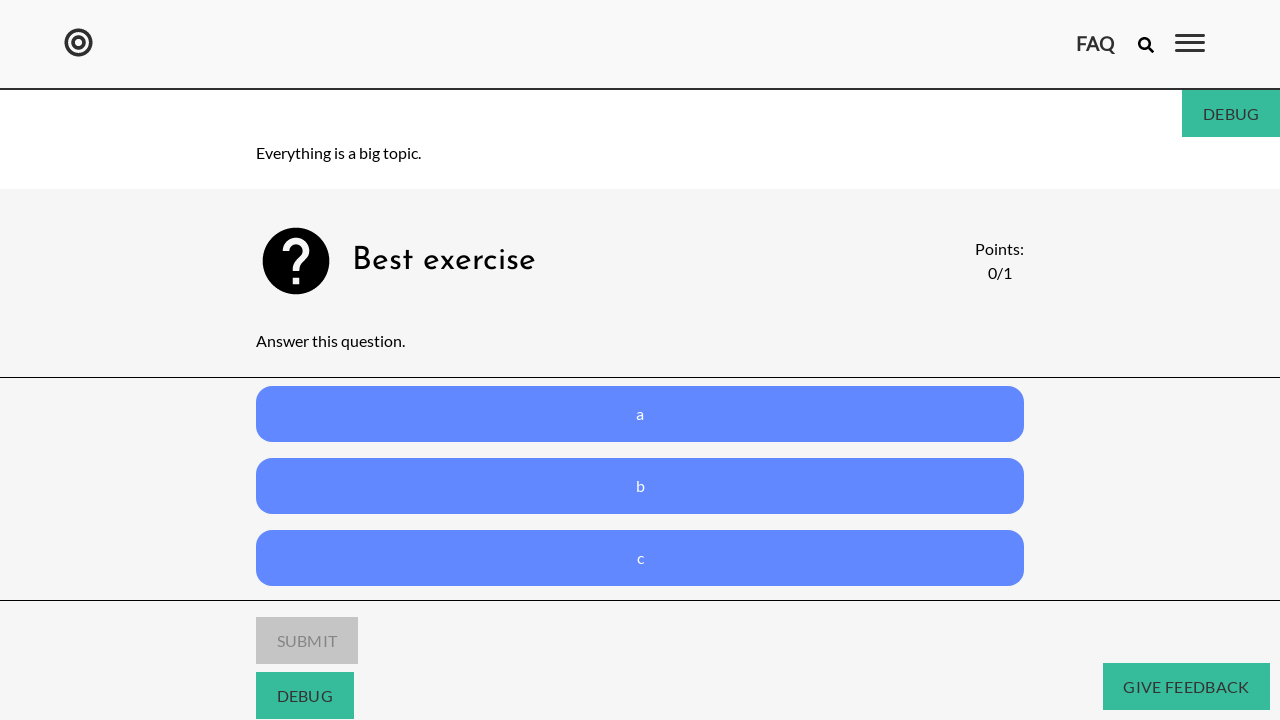 FAQ
DEBUG
Everything is a big topic.
Best exercise
Points:
0/1
Answer this question.
a
b
c
SUBMIT
DEBUG
GIVE FEEDBACK